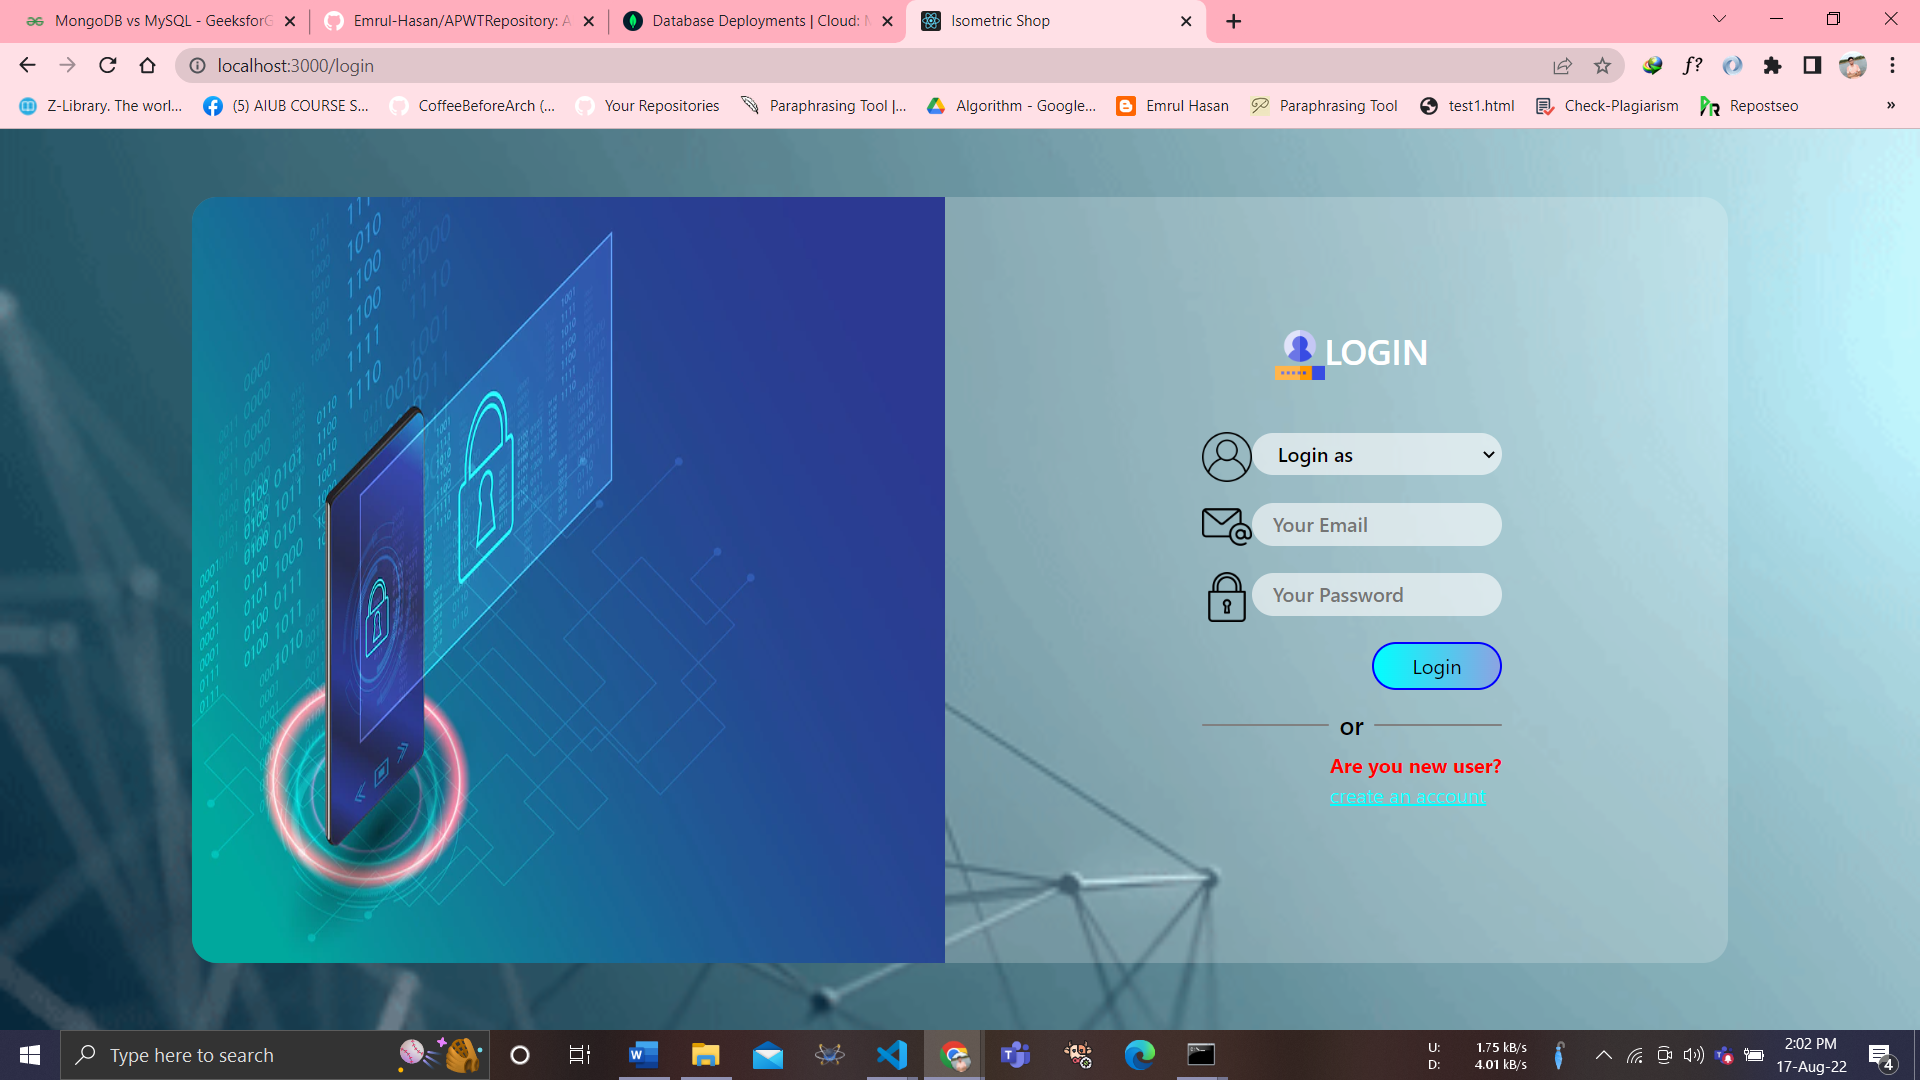 MongoDB vs MySQL - GeeksforG
Emrul-Hasan/APWTRepository: A
Database Deployments | Cloud: M
Isometric Shop
localhost:3000/login
Z-Library. The worl...
(5) AIUB COURSE S...
CoffeeBeforeArch (...
Your Repositories
Paraphrasing Tool |...
Algorithm - Google...
Emrul Hasan
Paraphrasing Tool
test1.html
Check-Plagiarism
Repostseo
»
LOGIN
Login as
Your Email
Your Password
Login
or
Are you new user?
create an account
Type here to search
U: 1.75 kB/s
D: 4.01 kB/s
2:02 PM
17-Aug-22
4